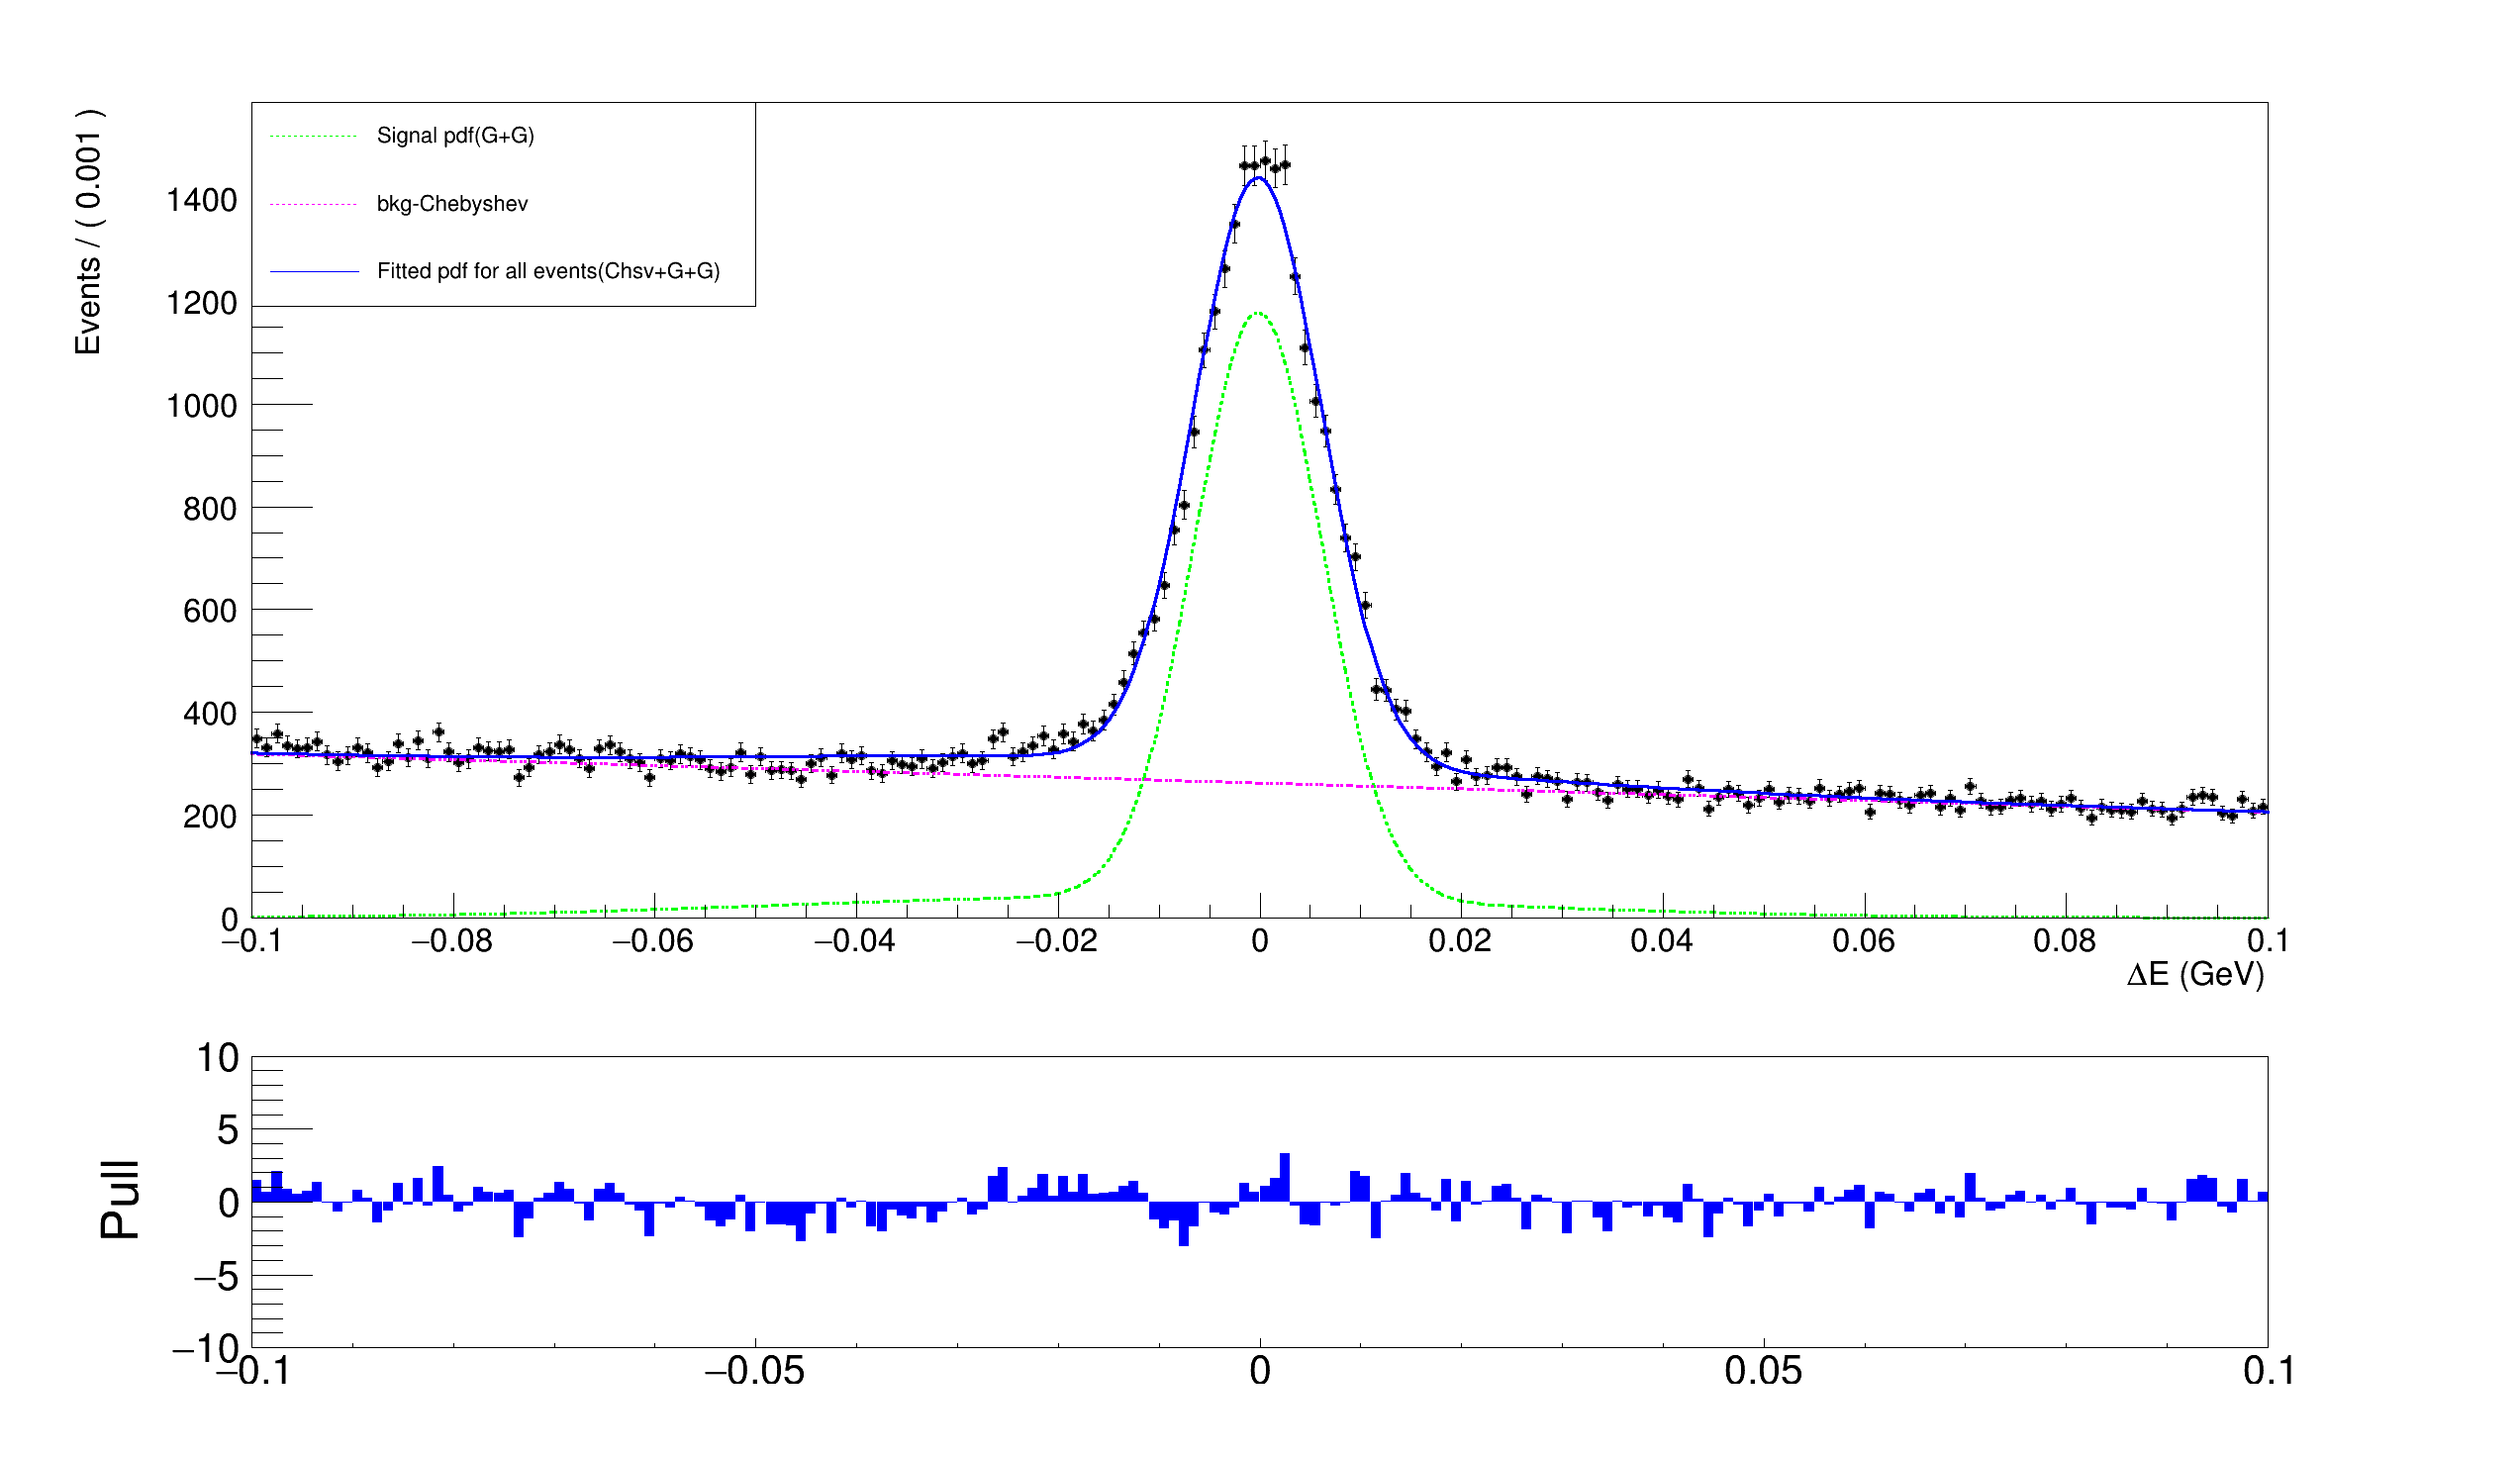 Events / ( 0.001 )
Signal pdf(G+G)
bkg-Chebyshev
Fitted pdf for all events(Chsv+G+G)
1400
1200
1000
800
600
400
200
0
−0.1 −0.08 −0.06 −0.04 −0.02 0 0.02 0.04 0.06 0.08 0.1
ΔE (GeV)
Pull
10
5
0
−5
−10
−0.1 −0.05 0 0.05 0.1